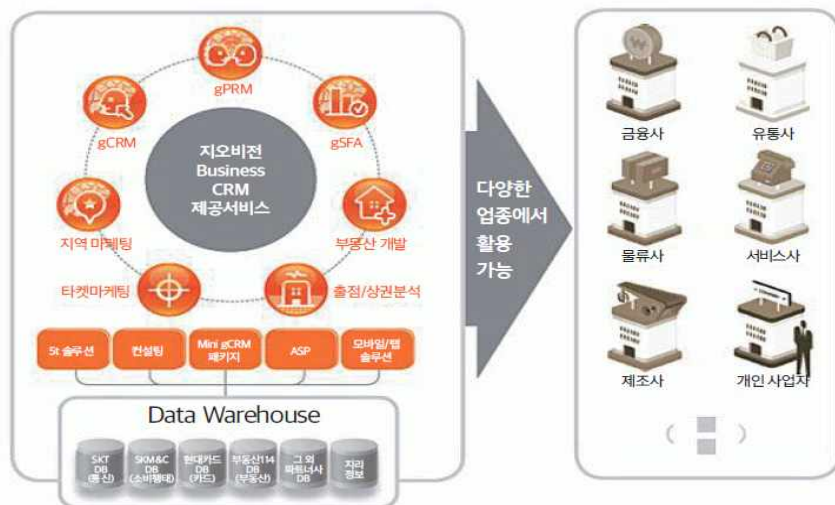 gPRM
gCRM
gSFA
지오비전
Business
CRM
제공서비스
지역 마케팅
부동산 개발
타켓마케팅
출점/상권분석
St 솔루션
컨설팅
Mini gCRM
패키지
ASP
모바일/웹
솔루션
Data Warehouse
SKT
DB
(통신)
SKM&C
DB
(소비행태)
현대카드
DB
(카드)
부동산114
DB
(부동산)
그 외
파트너사
DB
지리
정보
다양한
업종에서
활용
가능
금융사
유통사
물류사
서비스사
제조사
개인 사업자